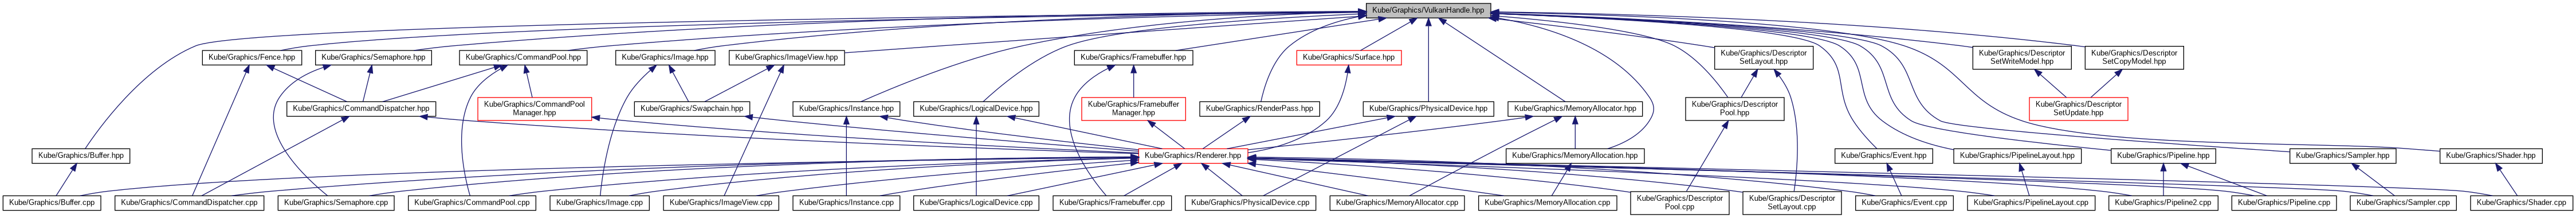 Kube/Graphics/VulkanHandle.hpp
Kube/Graphics/Fence.hpp
Kube/Graphics/Semaphore.hpp
Kube/Graphics/CommandPool.hpp
Kube/Graphics/Image.hpp
Kube/Graphics/ImageView.hpp
Kube/Graphics/Framebuffer.hpp
Kube/Graphics/Surface.hpp
Kube/Graphics/Descriptor
SetLayout.hpp
Kube/Graphics/Descriptor
SetWriteModel.hpp
Kube/Graphics/Descriptor
SetCopyModel.hpp
Kube/Graphics/CommandDispatcher.hpp
Kube/Graphics/CommandPool
Manager.hpp
Kube/Graphics/Swapchain.hpp
Kube/Graphics/Instance.hpp
Kube/Graphics/LogicalDevice.hpp
Kube/Graphics/Framebuffer
Manager.hpp
Kube/Graphics/RenderPass.hpp
Kube/Graphics/PhysicalDevice.hpp
Kube/Graphics/MemoryAllocator.hpp
Kube/Graphics/Descriptor
Pool.hpp
Kube/Graphics/Descriptor
SetUpdate.hpp
Kube/Graphics/Buffer.hpp
Kube/Graphics/Renderer.hpp
Kube/Graphics/MemoryAllocation.hpp
Kube/Graphics/Event.hpp
Kube/Graphics/PipelineLayout.hpp
Kube/Graphics/Pipeline.hpp
Kube/Graphics/Sampler.hpp
Kube/Graphics/Shader.hpp
Kube/Graphics/Buffer.cpp
Kube/Graphics/CommandDispatcher.cpp
Kube/Graphics/Semaphore.cpp
Kube/Graphics/CommandPool.cpp
Kube/Graphics/Image.cpp
Kube/Graphics/ImageView.cpp
Kube/Graphics/Instance.cpp
Kube/Graphics/LogicalDevice.cpp
Kube/Graphics/Framebuffer.cpp
Kube/Graphics/PhysicalDevice.cpp
Kube/Graphics/MemoryAllocator.cpp
Kube/Graphics/MemoryAllocation.cpp
Kube/Graphics/Descriptor
Pool.cpp
Kube/Graphics/Descriptor
SetLayout.cpp
Kube/Graphics/Event.cpp
Kube/Graphics/PipelineLayout.cpp
Kube/Graphics/Pipeline2.cpp
Kube/Graphics/Pipeline.cpp
Kube/Graphics/Sampler.cpp
Kube/Graphics/Shader.cpp